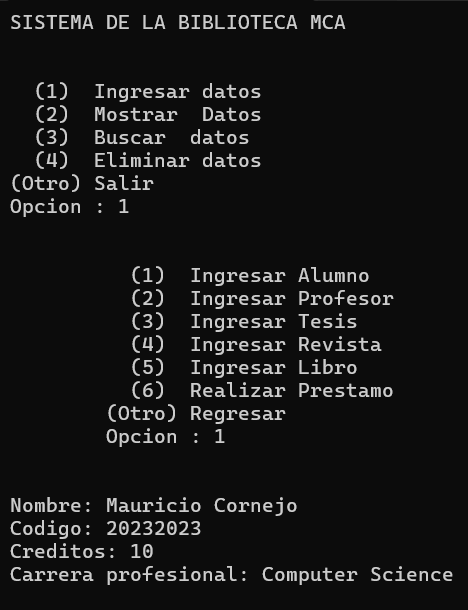 SISTEMA DE LA BIBLIOTECA MCA
(1) Ingresar datos
(2) Mostrar Datos
(3) Buscar datos
(4) Eliminar datos
(Otro) Salir
Opcion : 1
(1) Ingresar Alumno
(2) Ingresar Profesor
(3) Ingresar Tesis
(4) Ingresar Revista
(5) Ingresar Libro
(6) Realizar Prestamo
(Otro) Regresar
Opcion : 1
Nombre: Mauricio Cornejo
Codigo: 20232023
Creditos: 10
Carrera profesional: Computer Science